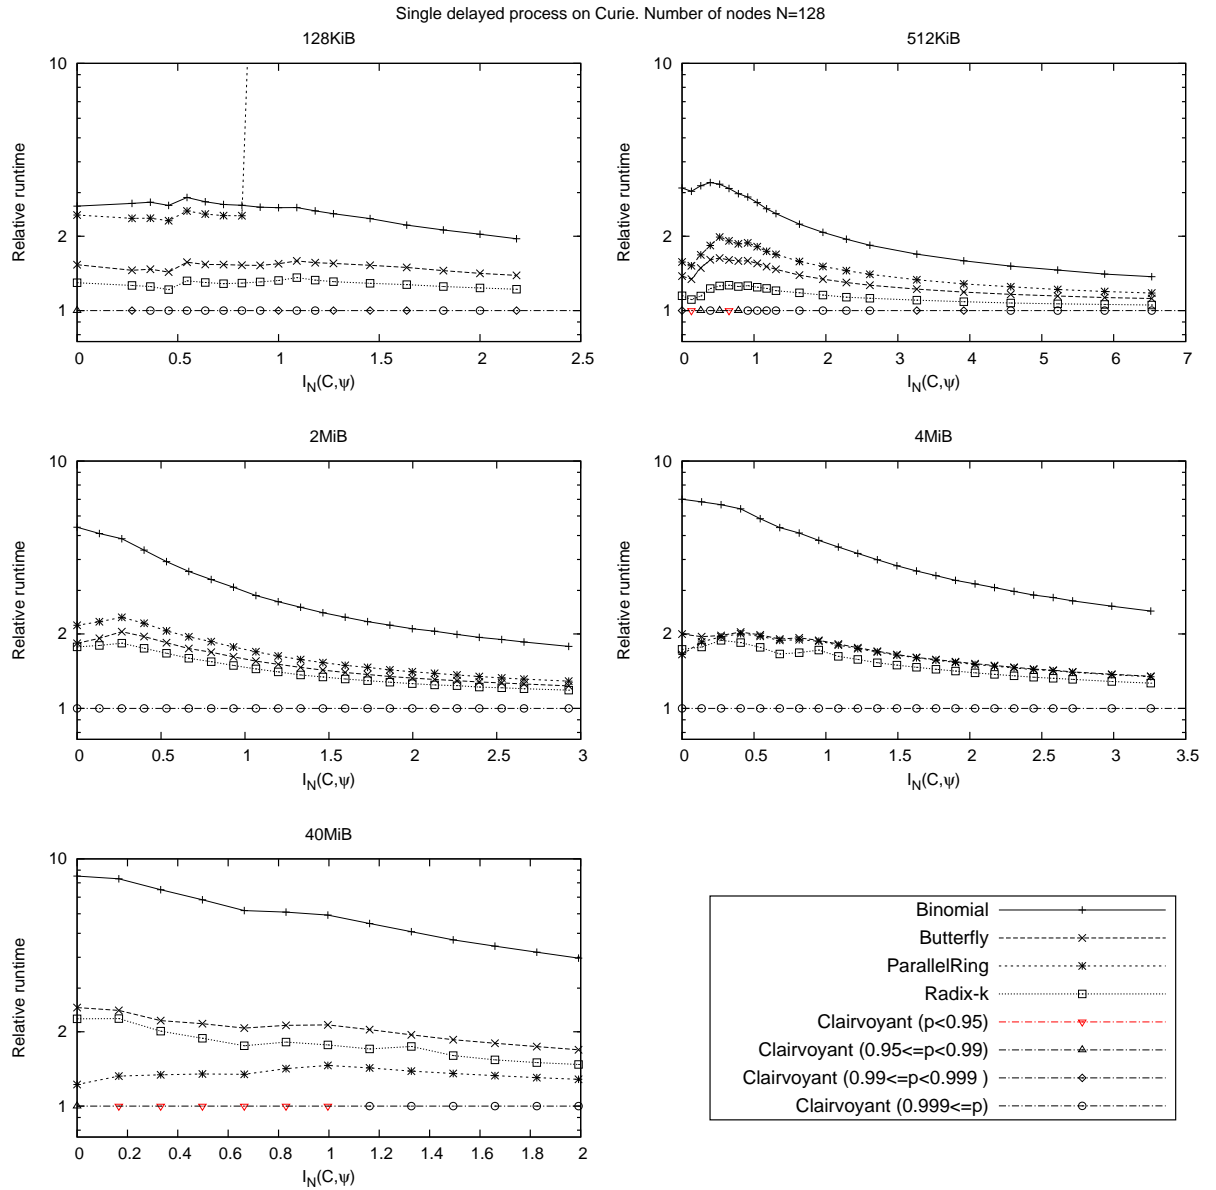 Single delayed process on Curie. Number of nodes N=128
128KiB
10
2
1
Relative runtime
0 0.5 1 1.5 2 2.5
I_N(C,ψ)
512KiB
10
2
1
Relative runtime
0 1 2 3 4 5 6 7
I_N(C,ψ)
2MiB
10
2
1
Relative runtime
0 0.5 1 1.5 2 2.5 3
I_N(C,ψ)
4MiB
10
2
1
Relative runtime
0 0.5 1 1.5 2 2.5 3 3.5
I_N(C,ψ)
40MiB
10
2
1
Relative runtime
0 0.2 0.4 0.6 0.8 1 1.2 1.4 1.6 1.8 2
I_N(C,ψ)
Binomial
Butterfly
ParallelRing
Radix-k
Clairvoyant (p<0.95)
Clairvoyant (0.95<=p<0.99)
Clairvoyant (0.99<=p<0.999 )
Clairvoyant (0.999<=p)